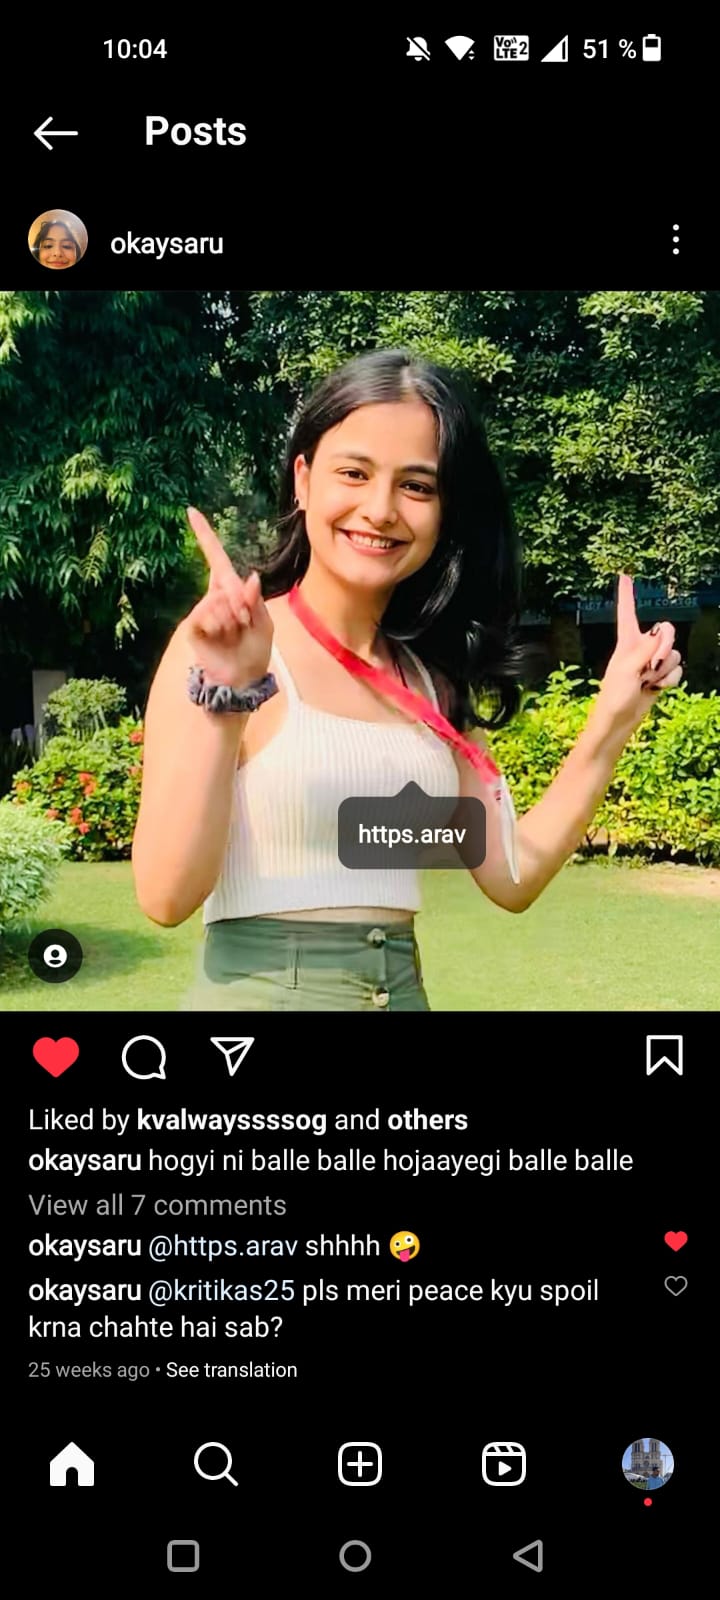 10:04
Vo))
LTE 2
51 %
Posts
okaysaru
https.arav
Liked by kvalwayssssog and others
okaysaru hogyi ni balle balle hojaayegi balle balle
View all 7 comments
okaysaru @https.arav shhhh 🤪
okaysaru @kritikas25 pls meri peace kyu spoil
krna chahte hai sab?
25 weeks ago • See translation